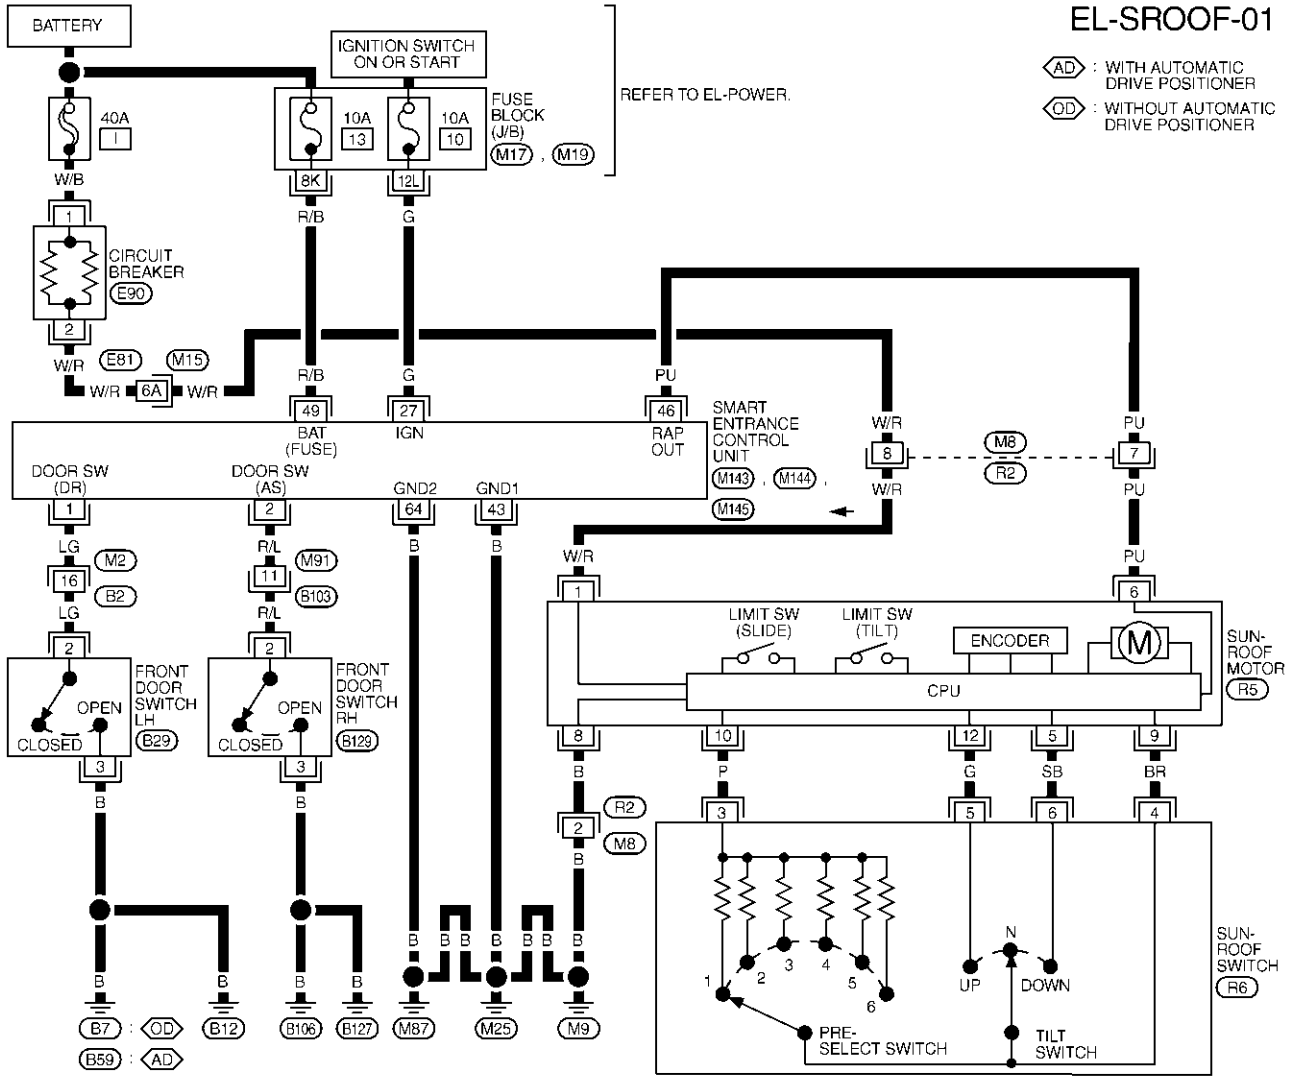 EL-SROOF-01
BATTERY
IGNITION SWITCH
ON OR START
AD : WITH AUTOMATIC
DRIVE POSITIONER
OD : WITHOUT AUTOMATIC
DRIVE POSITIONER
REFER TO EL-POWER.
40A
I
10A
13
10A
10
FUSE
BLOCK
(J/B)
M17 , M19
W/B
8K
12L
R/B
G
1
CIRCUIT
BREAKER
E90
2
W/R
E81
M15
W/R
6A
W/R
R/B
G
PU
49
27
46
BAT
(FUSE)
IGN
RAP
OUT
SMART
ENTRANCE
CONTROL
UNIT
M143 , M144 ,
M145
W/R
PU
8
M8
R2
7
W/R
PU
DOOR SW
(DR)
DOOR SW
(AS)
GND2
GND1
1
2
64
43
LG
R/L
B
B
W/R
PU
16
M2
B2
11
M91
B103
LG
R/L
1
6
2
2
LIMIT SW
(SLIDE)
LIMIT SW
(TILT)
ENCODER
M
SUN-
ROOF
MOTOR
R5
CPU
FRONT
DOOR
SWITCH
LH
B29
OPEN
CLOSED
FRONT
DOOR
SWITCH
RH
B129
OPEN
CLOSED
3
3
8
10
12
5
9
B
B
B
P
G
SB
BR
R2
2
M8
B
3
5
6
4
B
B
B
B
B
B
B
B
B
B
B
1
2
3
4
5
6
N
UP
DOWN
SUN-
ROOF
SWITCH
R6
PRE-
SELECT SWITCH
TILT
SWITCH
B7 : OD
B12
B106
B127
M87
M25
M9
B59 : AD